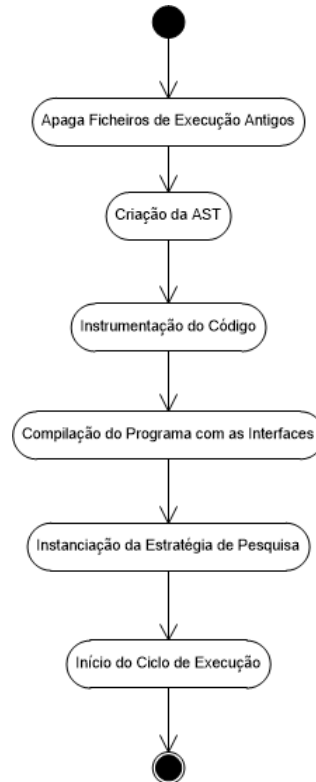 Apaga Ficheiros de Execução Antigos
Criação da AST
Instrumentação do Código
Compilação do Programa com as Interfaces
Instanciação da Estratégia de Pesquisa
Início do Ciclo de Execução